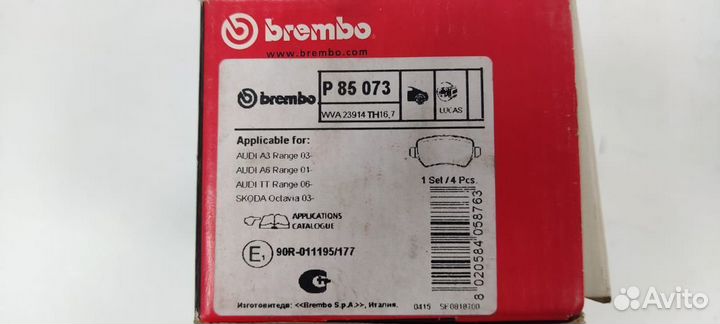 brembo
www.brembo.com
brembo
P 85 073
WVA 23914 TH16,7
LUCAS
Applicable for:
AUDI A3 Range 03-
AUDI A6 Range 01-
AUDI TT Range 06-
SKODA Octavia 03-
1 Set / 4 Pcs.
APPLICATIONS
CATALOGUE
E1
90R-011195/177
8 020584 058763
Изготовитель: <<Brembo S.p.A.>>, Италия.
0415
Avito